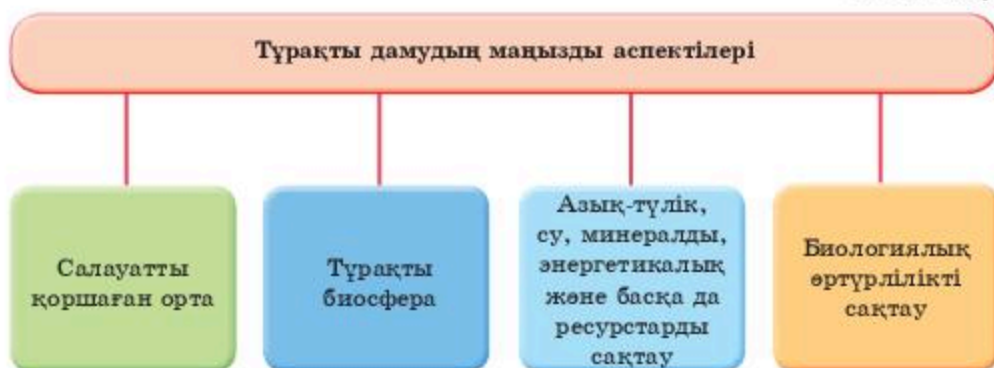 Тұрақты дамудың маңызды аспектілері
Салауатты
қоршаған орта
Тұрақты
биосфера
Азық-түлік,
су, минералды,
энергетикалық
және басқа да
ресурстарды
сақтау
Биологиялық
әртүрлілікті
сақтау